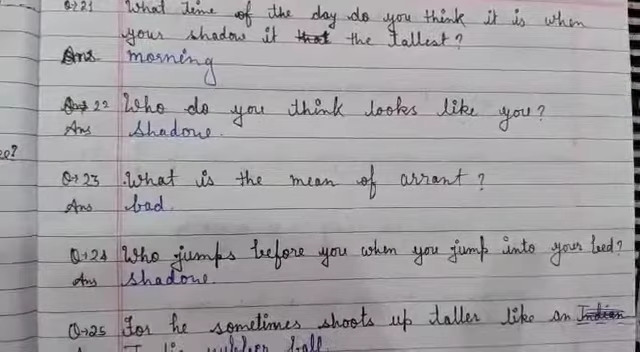 Q→21 What time of the day do you think it is when
your shadow it the tallest?
Ans morning
Q→22 Who do you think looks like you?
Ans Shadow.
Q→23 .What is the mean of arrant?
Ans bad.
e?
Q→24 Who jumps before you when you jump into your bed?
Ans Shadow.
Q→25 For he sometimes shoots up taller like an Indian